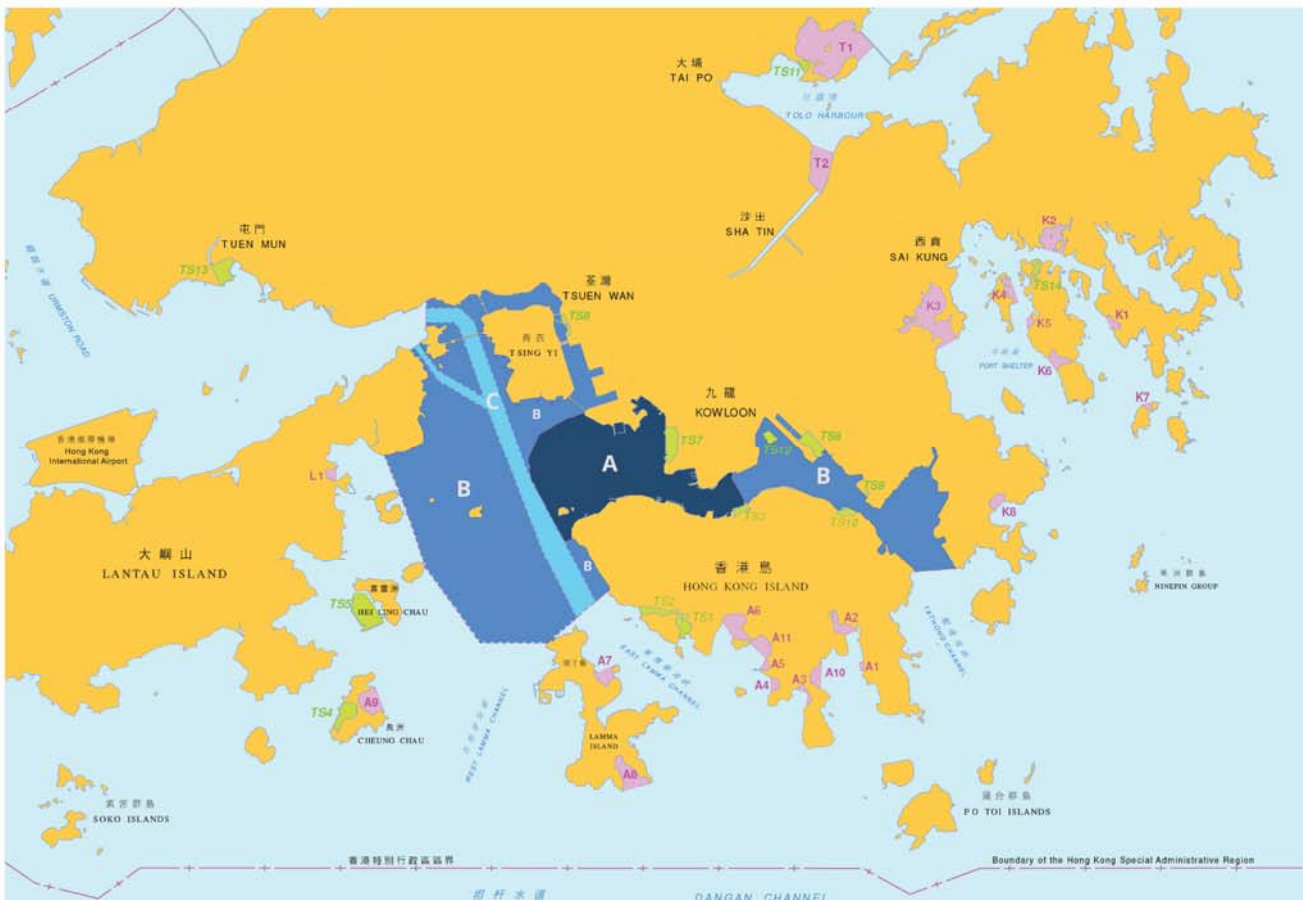 T1
大埔
TAI PO
TS11
TOLO HARBOUR
T2
沙田
SHA TIN
屯門
TUEN MUN
TS13
URMSTON ROAD
西貢
SAI KUNG
K2
荃灣
TSUEN WAN
K3
K4
TS14
K5
K1
PORT SHELTER
K6
K7
TS8
青衣
TSING YI
C
B
九龍
KOWLOON
TS7
TS12
TS6
A
B
B
TS9
TS3
TS10
K8
香港國際機場
Hong Kong
International Airport
L1
大嶼山
LANTAU ISLAND
B
香港島
HONG KONG ISLAND
NINEPIN GROUP
喜靈洲
HEI LING CHAU
TS5
TS2
TS1
A6
A2
A11
TATHONG CHANNEL
EAST LAMMA CHANNEL
A7
A5
A4
A3
A10
A1
A9
TS4
長洲
CHEUNG CHAU
WEST LAMMA CHANNEL
LAMMA
ISLAND
A8
索罟群島
SOKO ISLANDS
蒲台群島
PO TOI ISLANDS
香港特別行政區區界
Boundary of the Hong Kong Special Administrative Region
担杆水道
DANGAN CHANNEL